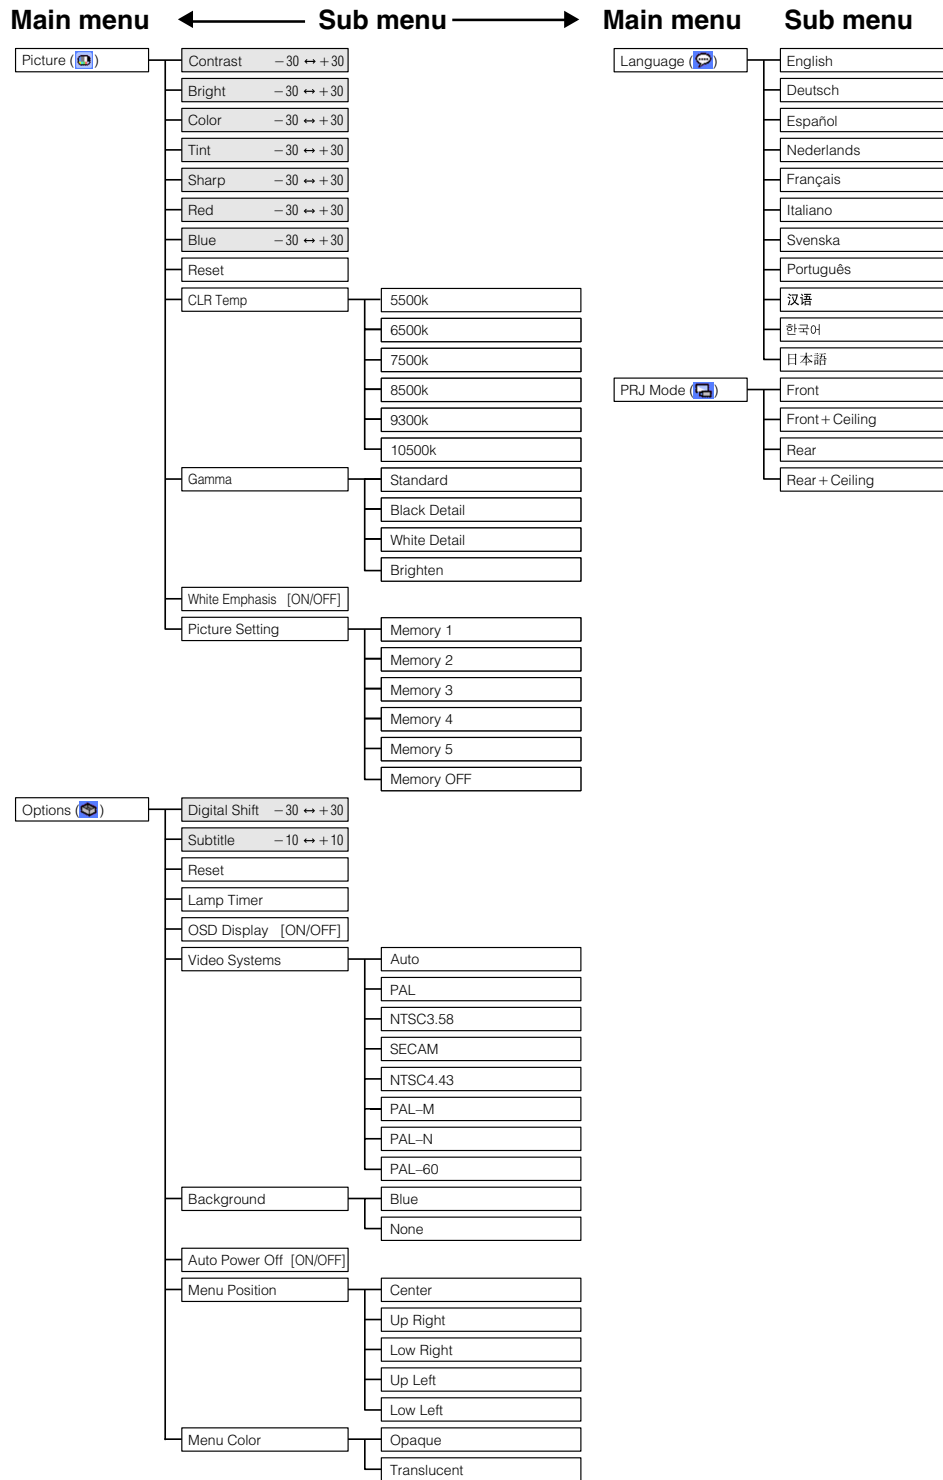 Main menu Sub menu Main menu Sub menu
Picture ( )
Contrast −30 ↔ +30
Bright −30 ↔ +30
Color −30 ↔ +30
Tint −30 ↔ +30
Sharp −30 ↔ +30
Red −30 ↔ +30
Blue −30 ↔ +30
Reset
CLR Temp
5500k
6500k
7500k
8500k
9300k
10500k
Gamma
Standard
Black Detail
White Detail
Brighten
White Emphasis [ON/OFF]
Picture Setting
Memory 1
Memory 2
Memory 3
Memory 4
Memory 5
Memory OFF
Options ( )
Digital Shift −30 ↔ +30
Subtitle −10 ↔ +10
Reset
Lamp Timer
OSD Display [ON/OFF]
Video Systems
Auto
PAL
NTSC3.58
SECAM
NTSC4.43
PAL–M
PAL–N
PAL–60
Background
Blue
None
Auto Power Off [ON/OFF]
Menu Position
Center
Up Right
Low Right
Up Left
Low Left
Menu Color
Opaque
Translucent
Language ( )
English
Deutsch
Español
Nederlands
Français
Italiano
Svenska
Português
汉语
한국어
日本語
PRJ Mode ( )
Front
Front+Ceiling
Rear
Rear+Ceiling